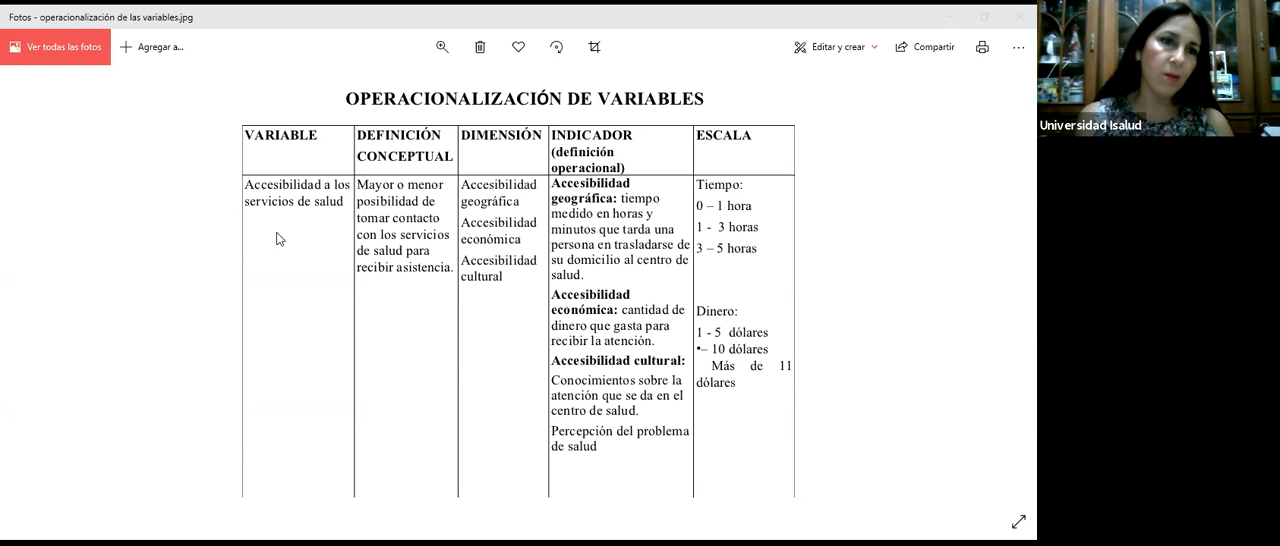 Fotos - operacionalización de las variables.jpg
Ver todas las fotos
Agregar a...
Editar y crear
Compartir
Universidad Isalud
OPERACIONALIZACIÓN DE VARIABLES
VARIABLE
DEFINICIÓN
CONCEPTUAL
DIMENSIÓN
INDICADOR
(definición
operacional)
ESCALA
Accesibilidad a los
servicios de salud
Mayor o menor
posibilidad de
tomar contacto
con los servicios
de salud para
recibir asistencia.
Accesibilidad
geográfica
Accesibilidad
económica
Accesibilidad
cultural
Accesibilidad
geográfica: tiempo
medido en horas y
minutos que tarda una
persona en trasladarse de
su domicilio al centro de
salud.
Accesibilidad
económica: cantidad de
dinero que gasta para
recibir la atención.
Accesibilidad cultural:
Conocimientos sobre la
atención que se da en el
centro de salud.
Percepción del problema
de salud
Tiempo:
0 – 1 hora
1 - 3 horas
3 – 5 horas
Dinero:
1 - 5 dólares
•– 10 dólares
Más de 11
dólares